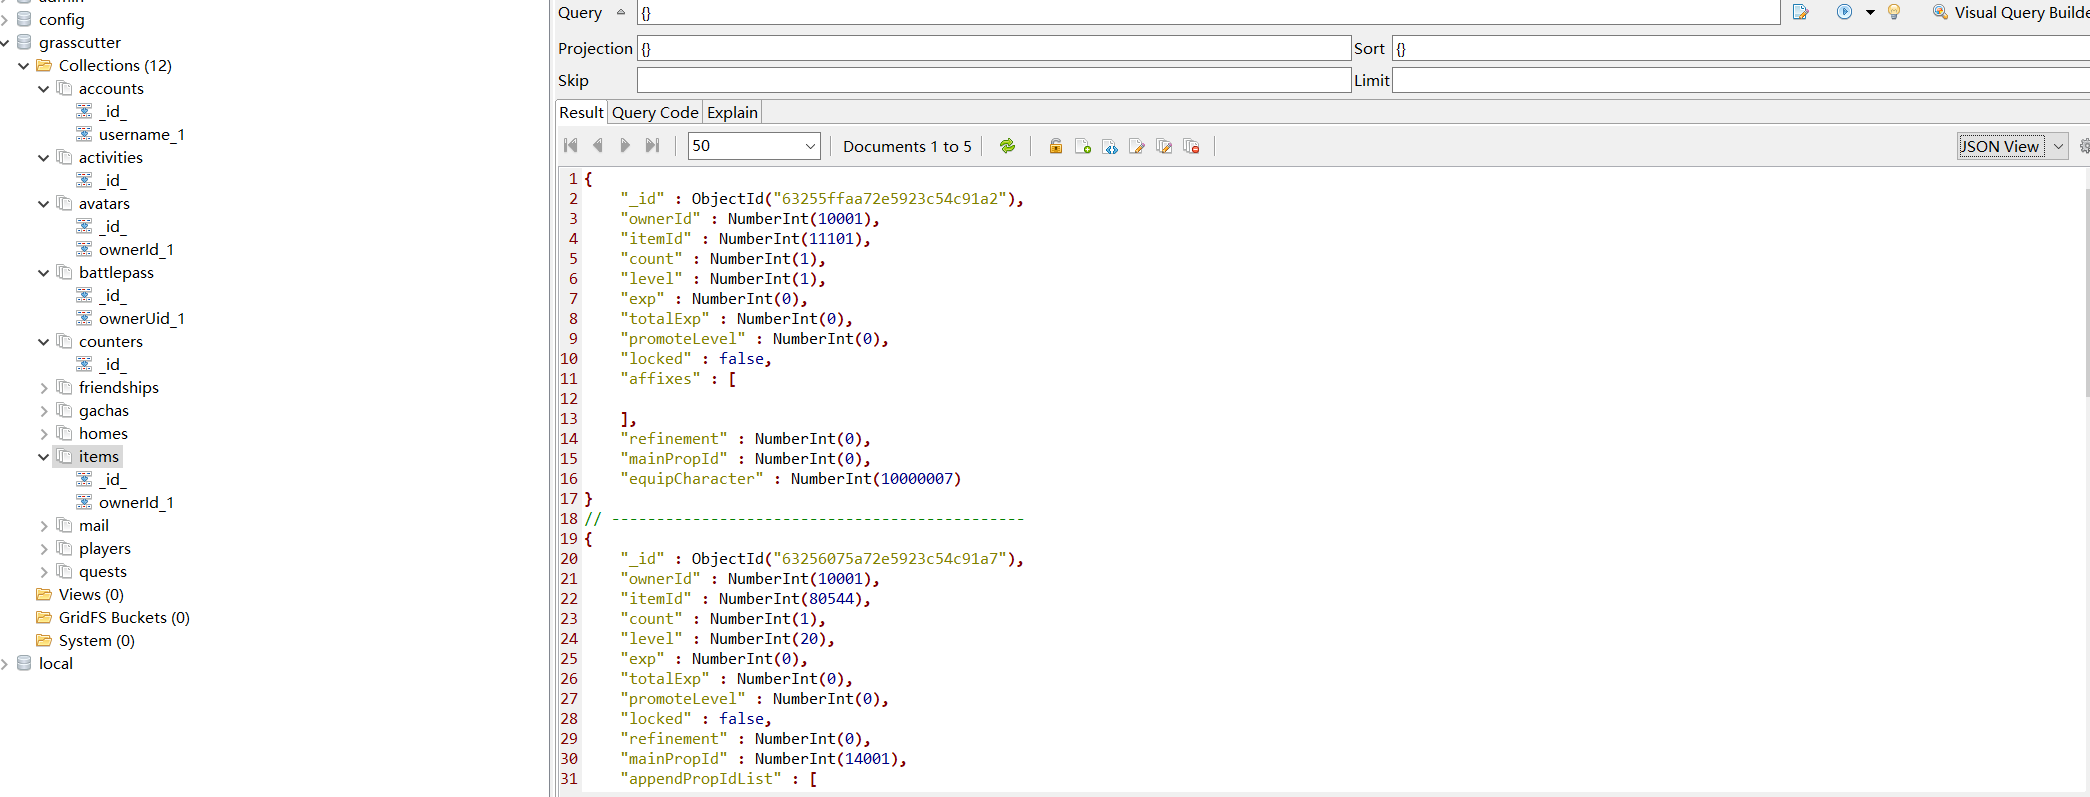 admin
config
grasscutter
Collections (12)
accounts
_id_
username_1
activities
_id_
avatars
_id_
ownerId_1
battlepass
_id_
ownerUid_1
counters
_id_
friendships
gachas
homes
items
_id_
ownerId_1
mail
players
quests
Views (0)
GridFS Buckets (0)
System (0)
local
Query {} Visual Query Builde
Projection {} Sort {}
Skip Limit
Result Query Code Explain
50 Documents 1 to 5 JSON View
1 {
2 "_id" : ObjectId("63255ffaa72e5923c54c91a2"),
3 "ownerId" : NumberInt(10001),
4 "itemId" : NumberInt(11101),
5 "count" : NumberInt(1),
6 "level" : NumberInt(1),
7 "exp" : NumberInt(0),
8 "totalExp" : NumberInt(0),
9 "promoteLevel" : NumberInt(0),
10 "locked" : false,
11 "affixes" : [
12
13 ],
14 "refinement" : NumberInt(0),
15 "mainPropId" : NumberInt(0),
16 "equipCharacter" : NumberInt(10000007)
17 }
18 // ----------------------------------------------
19 {
20 "_id" : ObjectId("63256075a72e5923c54c91a7"),
21 "ownerId" : NumberInt(10001),
22 "itemId" : NumberInt(80544),
23 "count" : NumberInt(1),
24 "level" : NumberInt(20),
25 "exp" : NumberInt(0),
26 "totalExp" : NumberInt(0),
27 "promoteLevel" : NumberInt(0),
28 "locked" : false,
29 "refinement" : NumberInt(0),
30 "mainPropId" : NumberInt(14001),
31 "appendPropIdList" : [